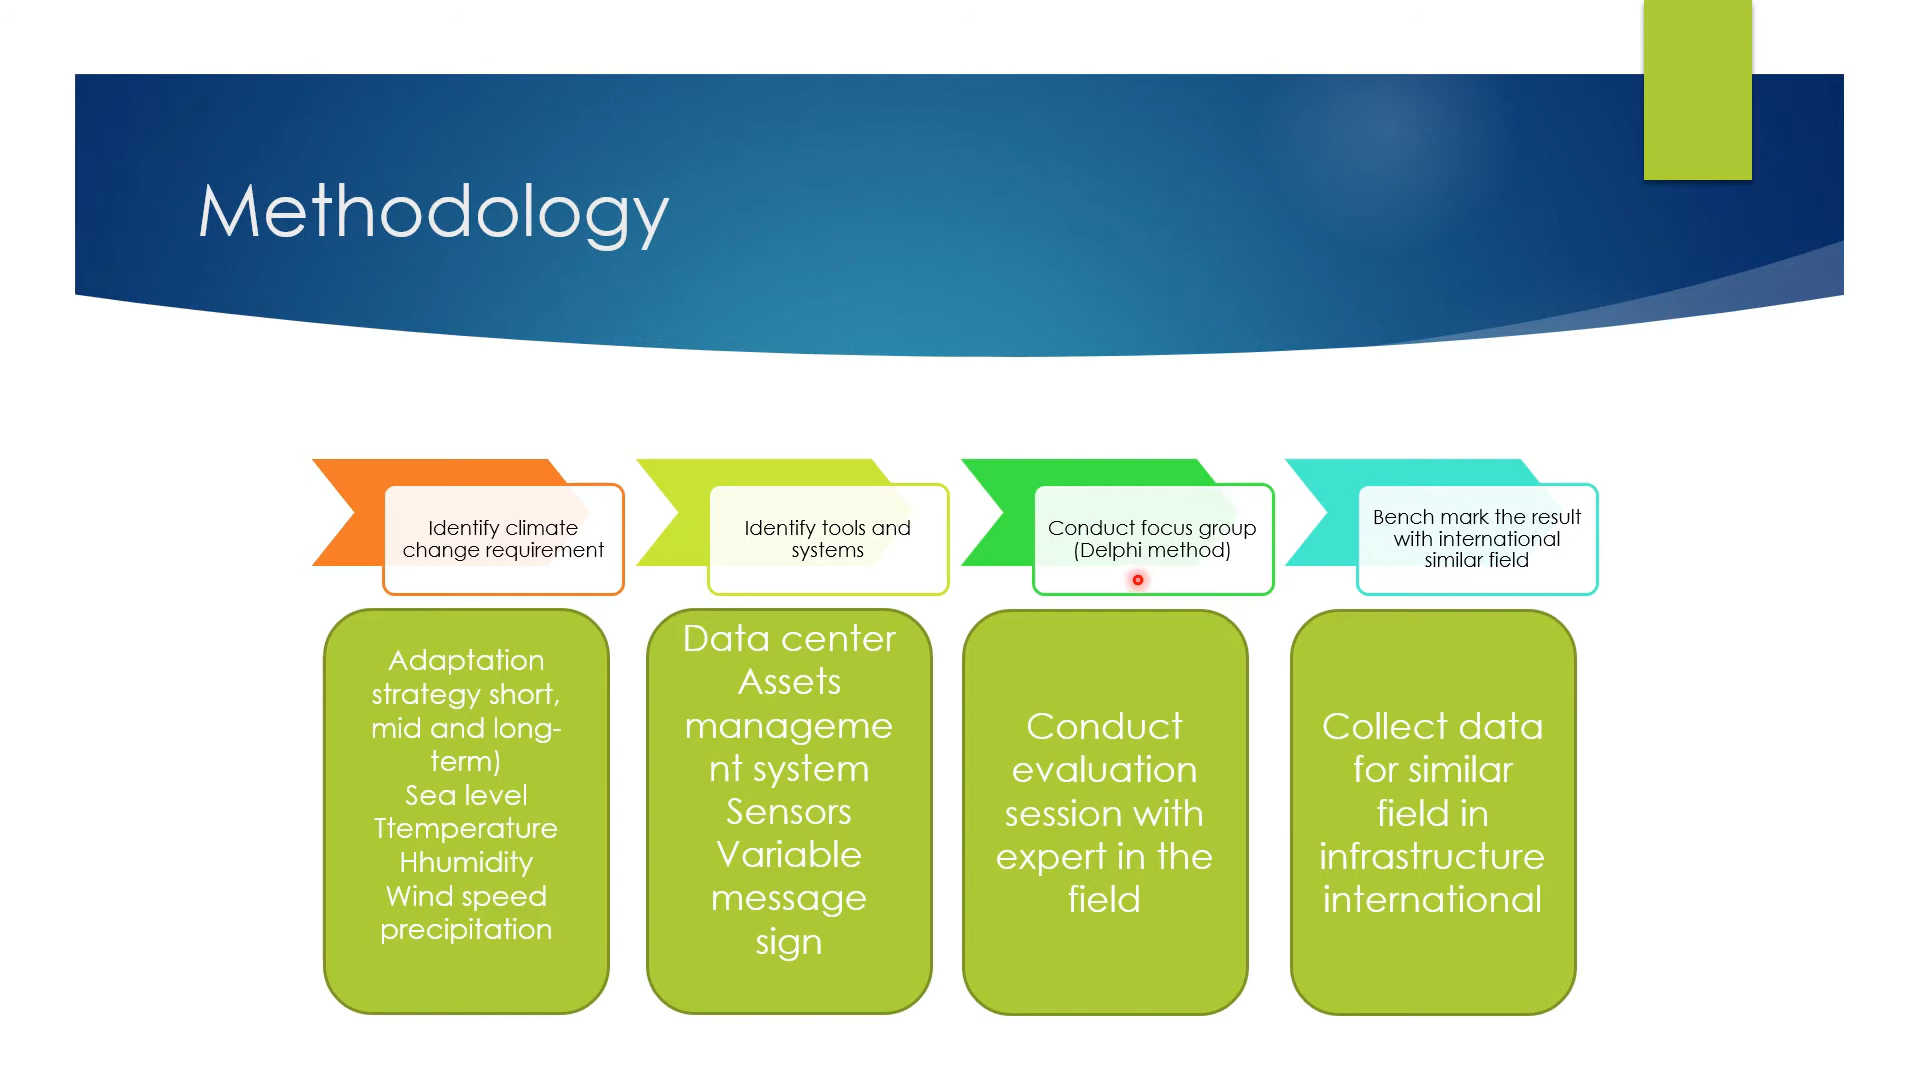 Methodology
Identify climate
change requirement
Identify tools and
systems
Conduct focus group
(Delphi method)
Bench mark the result
with international
similar field
Adaptation
strategy short,
mid and long-
term)
Sea level
Ttemperature
Hhumidity
Wind speed
precipitation
Data center
Assets
manageme
nt system
Sensors
Variable
message
sign
Conduct
evaluation
session with
expert in the
field
Collect data
for similar
field in
infrastructure
international